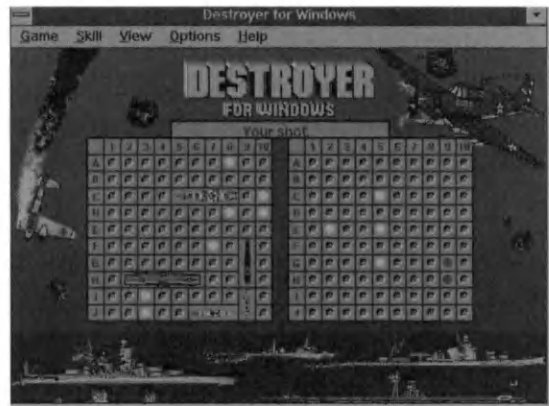 Destroyer for Windows
Game Skill View Options Help
DESTROYER
FOR WINDOWS
Your shot.
1 2 3 4 5 6 7 8 9 10
1 2 3 4 5 6 7 8 9 10
A A
B B
C C
D D
E E
F F
G G
H H
I I
J J